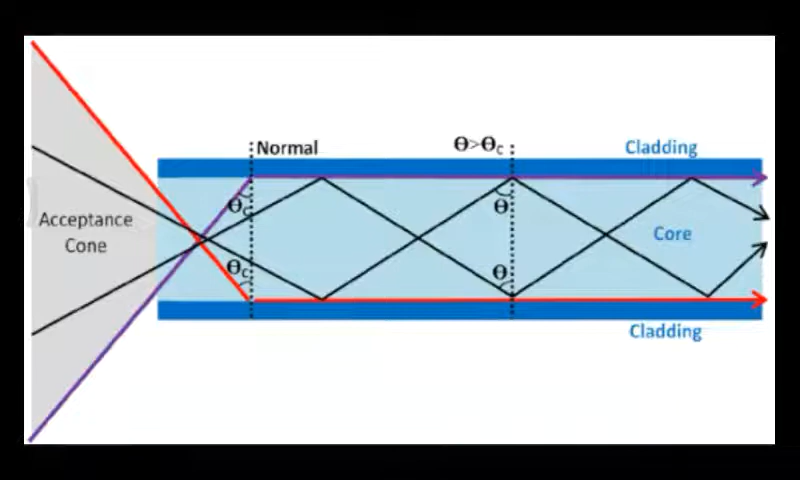 Normal
Θ>Θc
Cladding
Θc
Θ
Acceptance
Cone
Core
Θc
Θ
Cladding